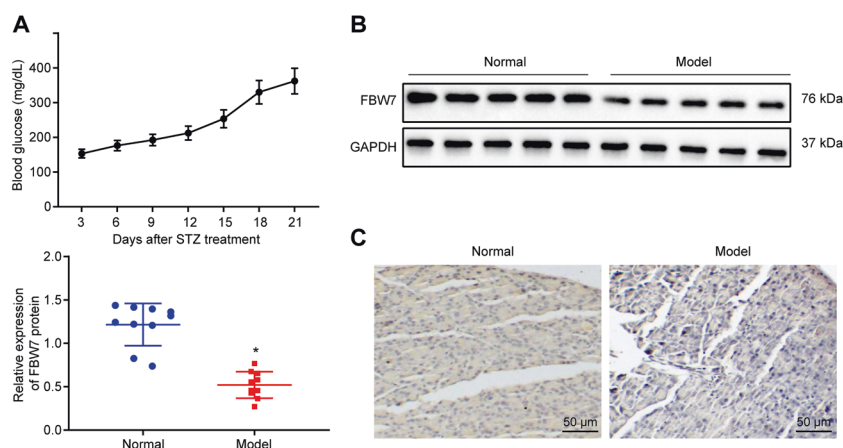 A
Blood glucose (mg/dL)
400
300
200
100
0
3 6 9 12 15 18 21
Days after STZ treatment
Relative expression
of FBW7 protein
2.0
1.5
1.0
0.5
0.0
*
Normal Model
B
Normal Model
FBW7 76 kDa
GAPDH 37 kDa
C
Normal Model
50 µm 50 µm